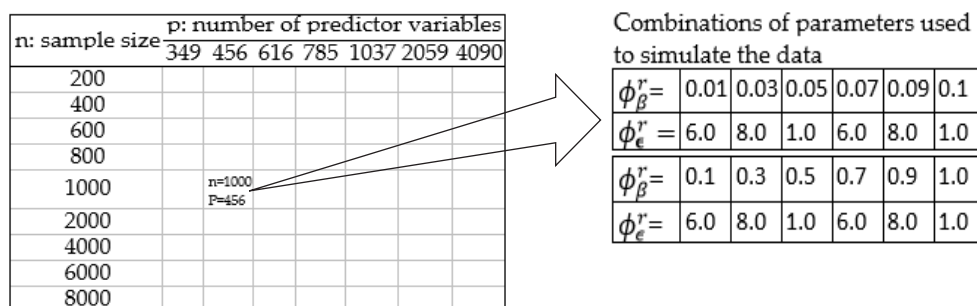 p: number of predictor variables
n: sample size
349 456 616 785 1037 2059 4090
200
400
600
800
1000
n=1000
P=456
2000
4000
6000
8000
Combinations of parameters used
to simulate the data
ϕ_β^r= 0.01 0.03 0.05 0.07 0.09 0.1
ϕ_ϵ^r = 6.0 8.0 1.0 6.0 8.0 1.0
ϕ_β^r= 0.1 0.3 0.5 0.7 0.9 1.0
ϕ_ϵ^r= 6.0 8.0 1.0 6.0 8.0 1.0